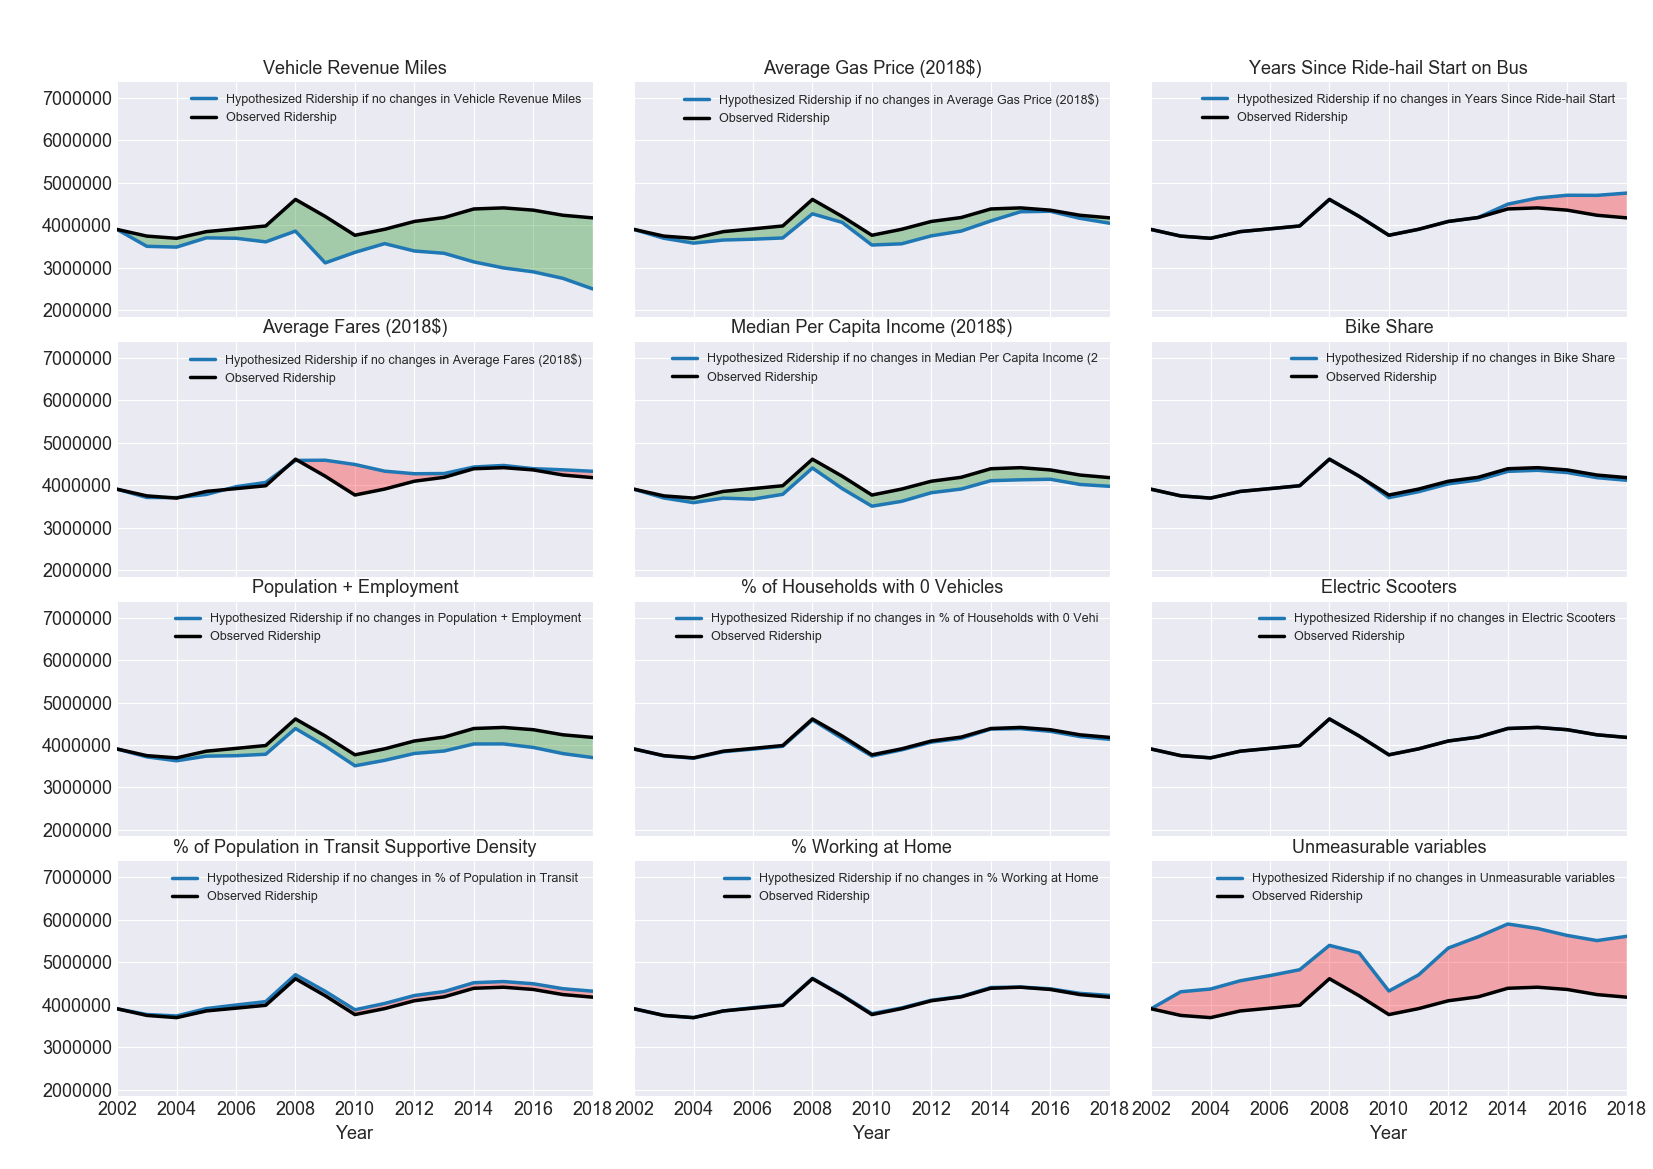 Vehicle Revenue Miles
7000000
6000000
5000000
4000000
3000000
2000000
Hypothesized Ridership if no changes in Vehicle Revenue Miles
Observed Ridership
Average Gas Price (2018$)
Hypothesized Ridership if no changes in Average Gas Price (2018$)
Observed Ridership
Years Since Ride-hail Start on Bus
Hypothesized Ridership if no changes in Years Since Ride-hail Start
Observed Ridership
Average Fares (2018$)
7000000
6000000
5000000
4000000
3000000
2000000
Hypothesized Ridership if no changes in Average Fares (2018$)
Observed Ridership
Median Per Capita Income (2018$)
Hypothesized Ridership if no changes in Median Per Capita Income (2
Observed Ridership
Bike Share
Hypothesized Ridership if no changes in Bike Share
Observed Ridership
Population + Employment
7000000
6000000
5000000
4000000
3000000
2000000
Hypothesized Ridership if no changes in Population + Employment
Observed Ridership
% of Households with 0 Vehicles
Hypothesized Ridership if no changes in % of Households with 0 Vehi
Observed Ridership
Electric Scooters
Hypothesized Ridership if no changes in Electric Scooters
Observed Ridership
% of Population in Transit Supportive Density
7000000
6000000
5000000
4000000
3000000
2000000
Hypothesized Ridership if no changes in % of Population in Transit
Observed Ridership
2002 2004 2006 2008 2010 2012 2014 2016 2018
Year
% Working at Home
Hypothesized Ridership if no changes in % Working at Home
Observed Ridership
2002 2004 2006 2008 2010 2012 2014 2016 2018
Year
Unmeasurable variables
Hypothesized Ridership if no changes in Unmeasurable variables
Observed Ridership
2002 2004 2006 2008 2010 2012 2014 2016 2018
Year